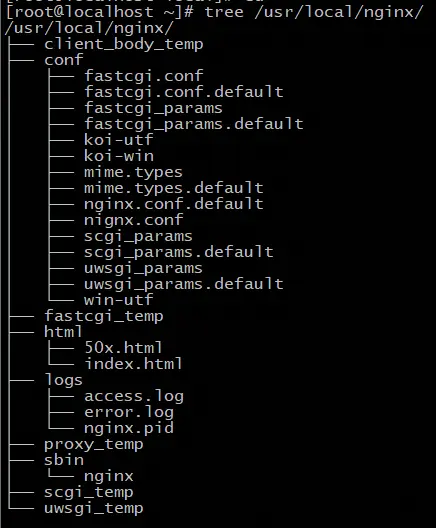 [root@localhost ~]# tree /usr/local/nginx/
/usr/local/nginx/
├── client_body_temp
├── conf
│   ├── fastcgi.conf
│   ├── fastcgi.conf.default
│   ├── fastcgi_params
│   ├── fastcgi_params.default
│   ├── koi-utf
│   ├── koi-win
│   ├── mime.types
│   ├── mime.types.default
│   ├── nginx.conf.default
│   ├── nignx.conf
│   ├── scgi_params
│   ├── scgi_params.default
│   ├── uwsgi_params
│   ├── uwsgi_params.default
│   └── win-utf
├── fastcgi_temp
├── html
│   ├── 50x.html
│   └── index.html
├── logs
│   ├── access.log
│   ├── error.log
│   └── nginx.pid
├── proxy_temp
├── sbin
│   └── nginx
├── scgi_temp
└── uwsgi_temp